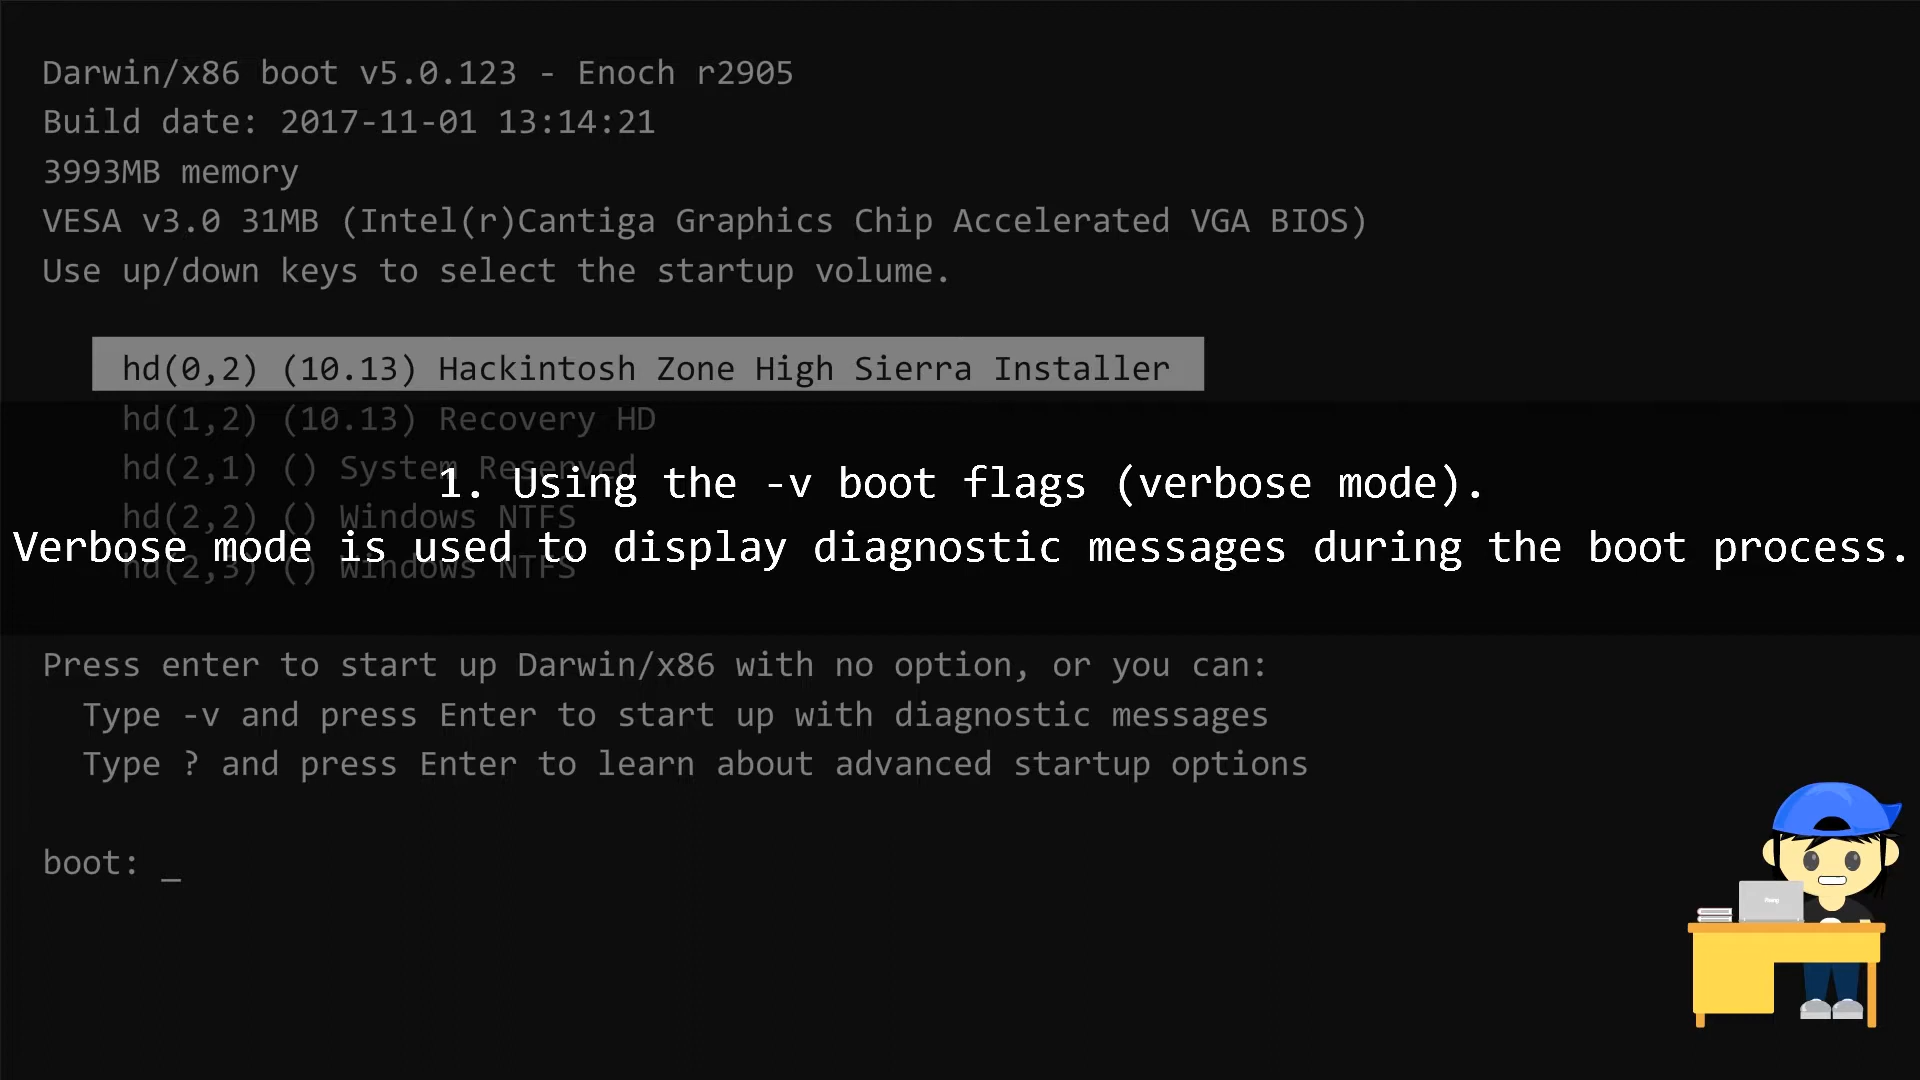 Darwin/x86 boot v5.0.123 - Enoch r2905
Build date: 2017-11-01 13:14:21
3993MB memory
VESA v3.0 31MB (Intel(r)Cantiga Graphics Chip Accelerated VGA BIOS)
Use up/down keys to select the startup volume.
hd(0,2) (10.13) Hackintosh Zone High Sierra Installer
hd(1,2) (10.13) Recovery HD
hd(2,1) () System Reserved
1. Using the -v boot flags (verbose mode).
hd(2,2) () Windows NTFS
Verbose mode is used to display diagnostic messages during the boot process.
hd(2,3) () Windows NTFS
Press enter to start up Darwin/x86 with no option, or you can:
Type -v and press Enter to start up with diagnostic messages
Type ? and press Enter to learn about advanced startup options
boot: _